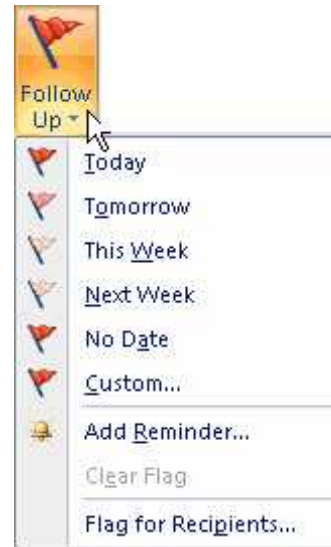 Follow
Up
Today
Tomorrow
This Week
Next Week
No Date
Custom...
Add Reminder...
Clear Flag
Flag for Recipients...